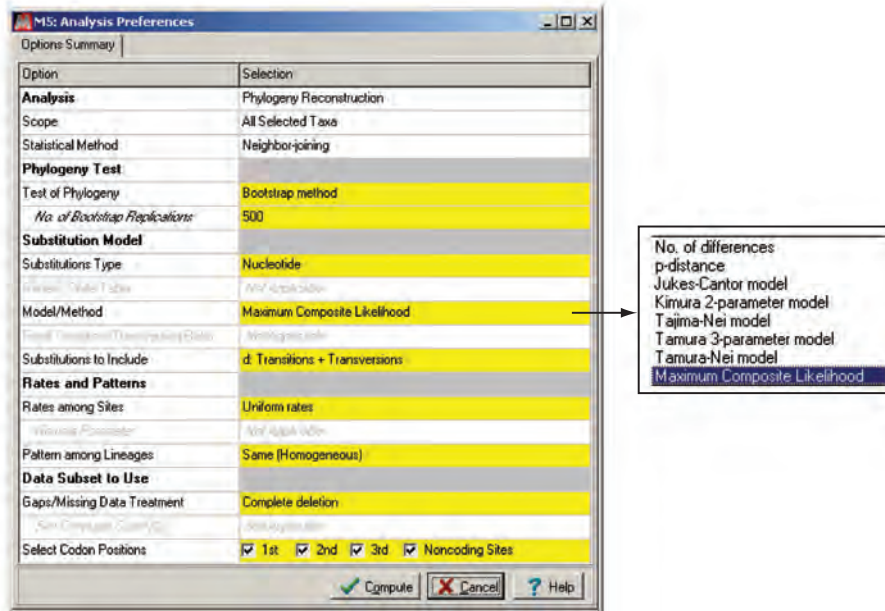 M5: Analysis Preferences
Options Summary
Option Selection
Analysis Phylogeny Reconstruction
Scope All Selected Taxa
Statistical Method Neighbor-joining
Phylogeny Test
Test of Phylogeny Bootstrap method
No. of Bootstrap Replications 500
Substitution Model
Substitutions Type Nucleotide
Model/Method Maximum Composite Likelihood
Substitutions to Include d: Transitions + Transversions
Rates and Patterns
Rates among Sites Uniform rates
Pattern among Lineages Same (Homogeneous)
Data Subset to Use
Gaps/Missing Data Treatment Complete deletion
Select Codon Positions 1st 2nd 3rd Noncoding Sites
Compute Cancel ? Help
No. of differences
p-distance
Jukes-Cantor model
Kimura 2-parameter model
Tajima-Nei model
Tamura 3-parameter model
Tamura-Nei model
Maximum Composite Likelihood